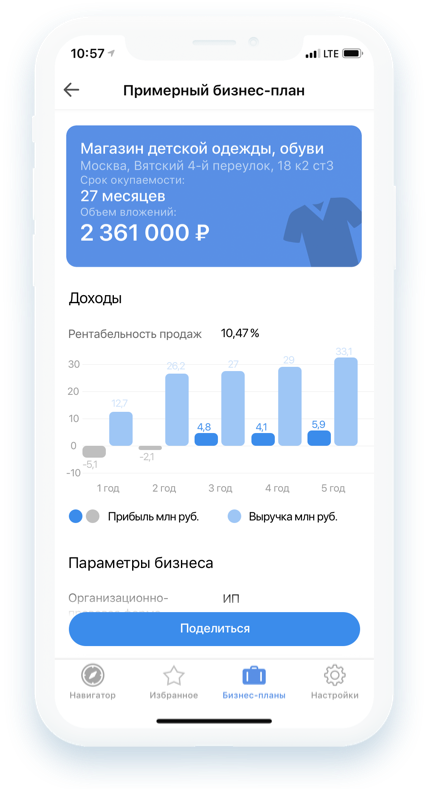 10:57
LTE
Примерный бизнес-план
Магазин детской одежды, обуви
Москва, Вятский 4-й переулок, 18 к2 ст3
Срок окупаемости:
27 месяцев
Объем вложений:
2 361 000 ₽
Доходы
Рентабельность продаж 10,47 %
30
20
10
0
-10
-5,1
12,7
-2,1
26,2
4,8
27
4,1
29
5,9
33,1
1 год 2 год 3 год 4 год 5 год
Прибыль млн руб. Выручка млн руб.
Параметры бизнеса
Организационно- ИП
Поделиться
Навигатор Избранное Бизнес-планы Настройки